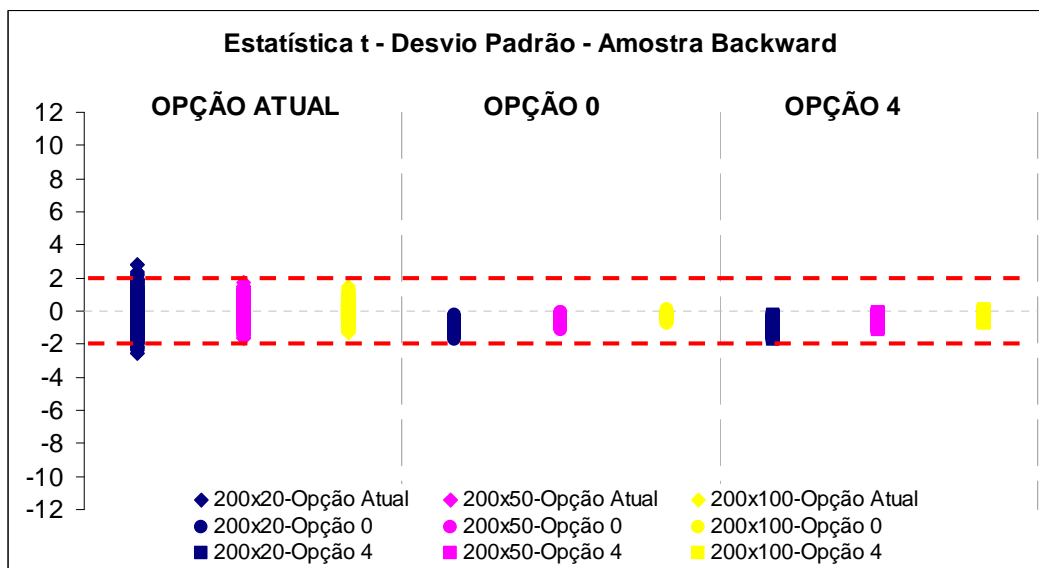 Estatística t - Desvio Padrão - Amostra Backward
OPÇÃO ATUAL OPÇÃO 0 OPÇÃO 4
12
10
8
6
4
2
0
-2
-4
-6
-8
-10
-12
200x20-Opção Atual 200x50-Opção Atual 200x100-Opção Atual
200x20-Opção 0 200x50-Opção 0 200x100-Opção 0
200x20-Opção 4 200x50-Opção 4 200x100-Opção 4